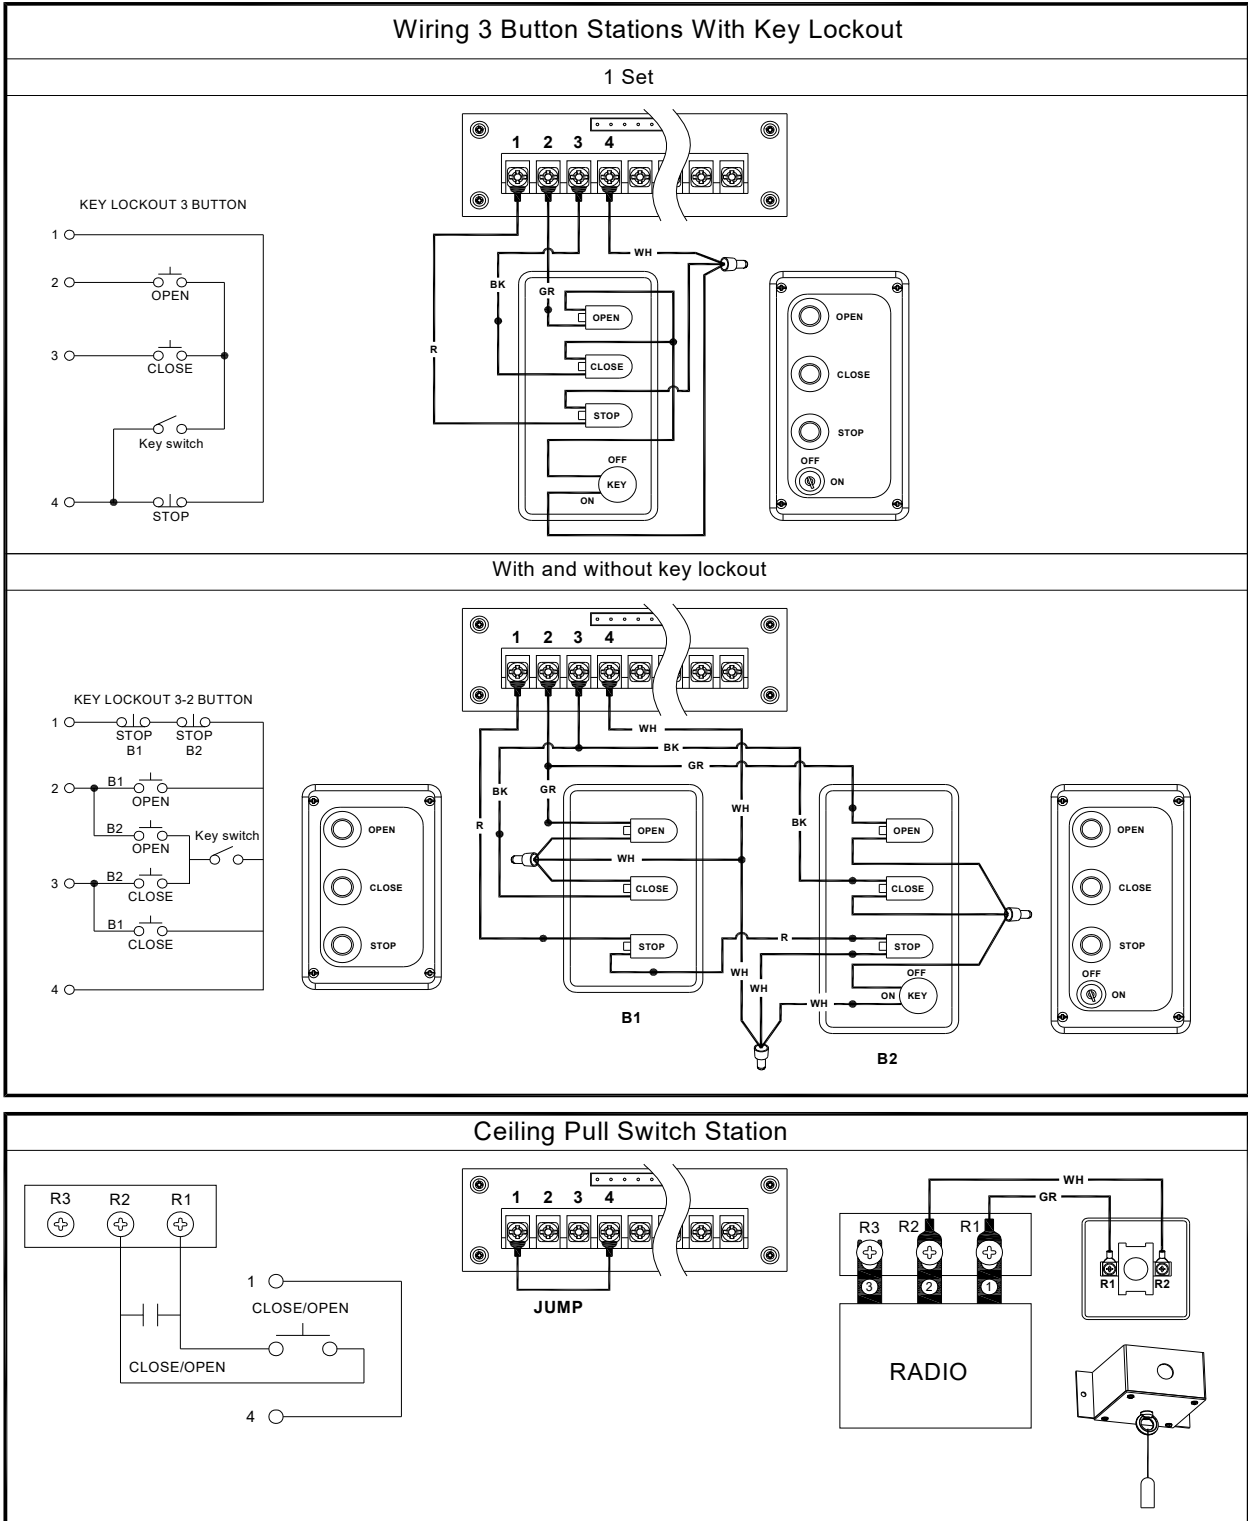 Wiring 3 Button Stations With Key Lockout
1 Set
KEY LOCKOUT 3 BUTTON
1
2
OPEN
3
CLOSE
Key switch
4
STOP
1 2 3 4
WH
BK
GR
R
OPEN
CLOSE
STOP
OFF
KEY
ON
OPEN
CLOSE
STOP
OFF
ON
With and without key lockout
KEY LOCKOUT 3-2 BUTTON
1
STOP STOP
B1 B2
2
B1
OPEN
B2
OPEN
Key switch
3
B2
CLOSE
B1
CLOSE
4
OPEN
CLOSE
STOP
1 2 3 4
WH
BK
GR
BK
GR
R
WH
BK
OPEN
WH
CLOSE
STOP
R
WH
WH
WH
B1
OPEN
CLOSE
STOP
OFF
ON
KEY
B2
OPEN
CLOSE
STOP
OFF
ON
Ceiling Pull Switch Station
R3 R2 R1
1
CLOSE/OPEN
CLOSE/OPEN
4
1 2 3 4
JUMP
WH
GR
R3 R2 R1
3 2 1
RADIO
R1 R2